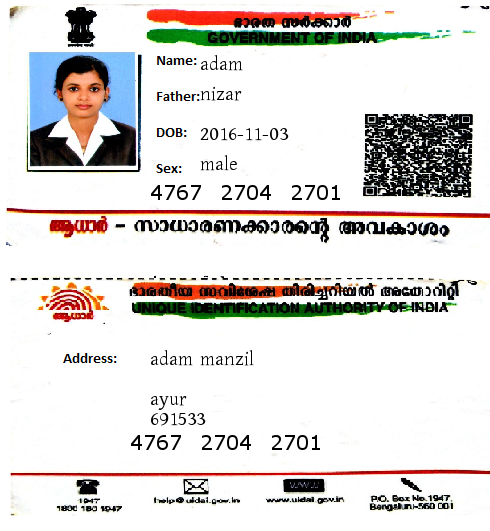 ഭാരത സർക്കാർ
GOVERNMENT OF INDIA
Name: adam
Father: nizar
DOB: 2016-11-03
Sex: male
4767 2704 2701
ആധാർ – സാധാരണക്കാരന്റെ അവകാശം
ഭാരതീയ സവിശേഷ തിരിച്ചറിയൽ അതോറിറ്റി
UNIQUE IDENTIFICATION AUTHORITY OF INDIA
ആധാർ
Address: adam manzil
ayur
691533
4767 2704 2701
1947
1800 180 1947
help@uidai.gov.in
WWW
www.uidai.gov.in
P.O. Box No.1947,
Bengaluru-560 001